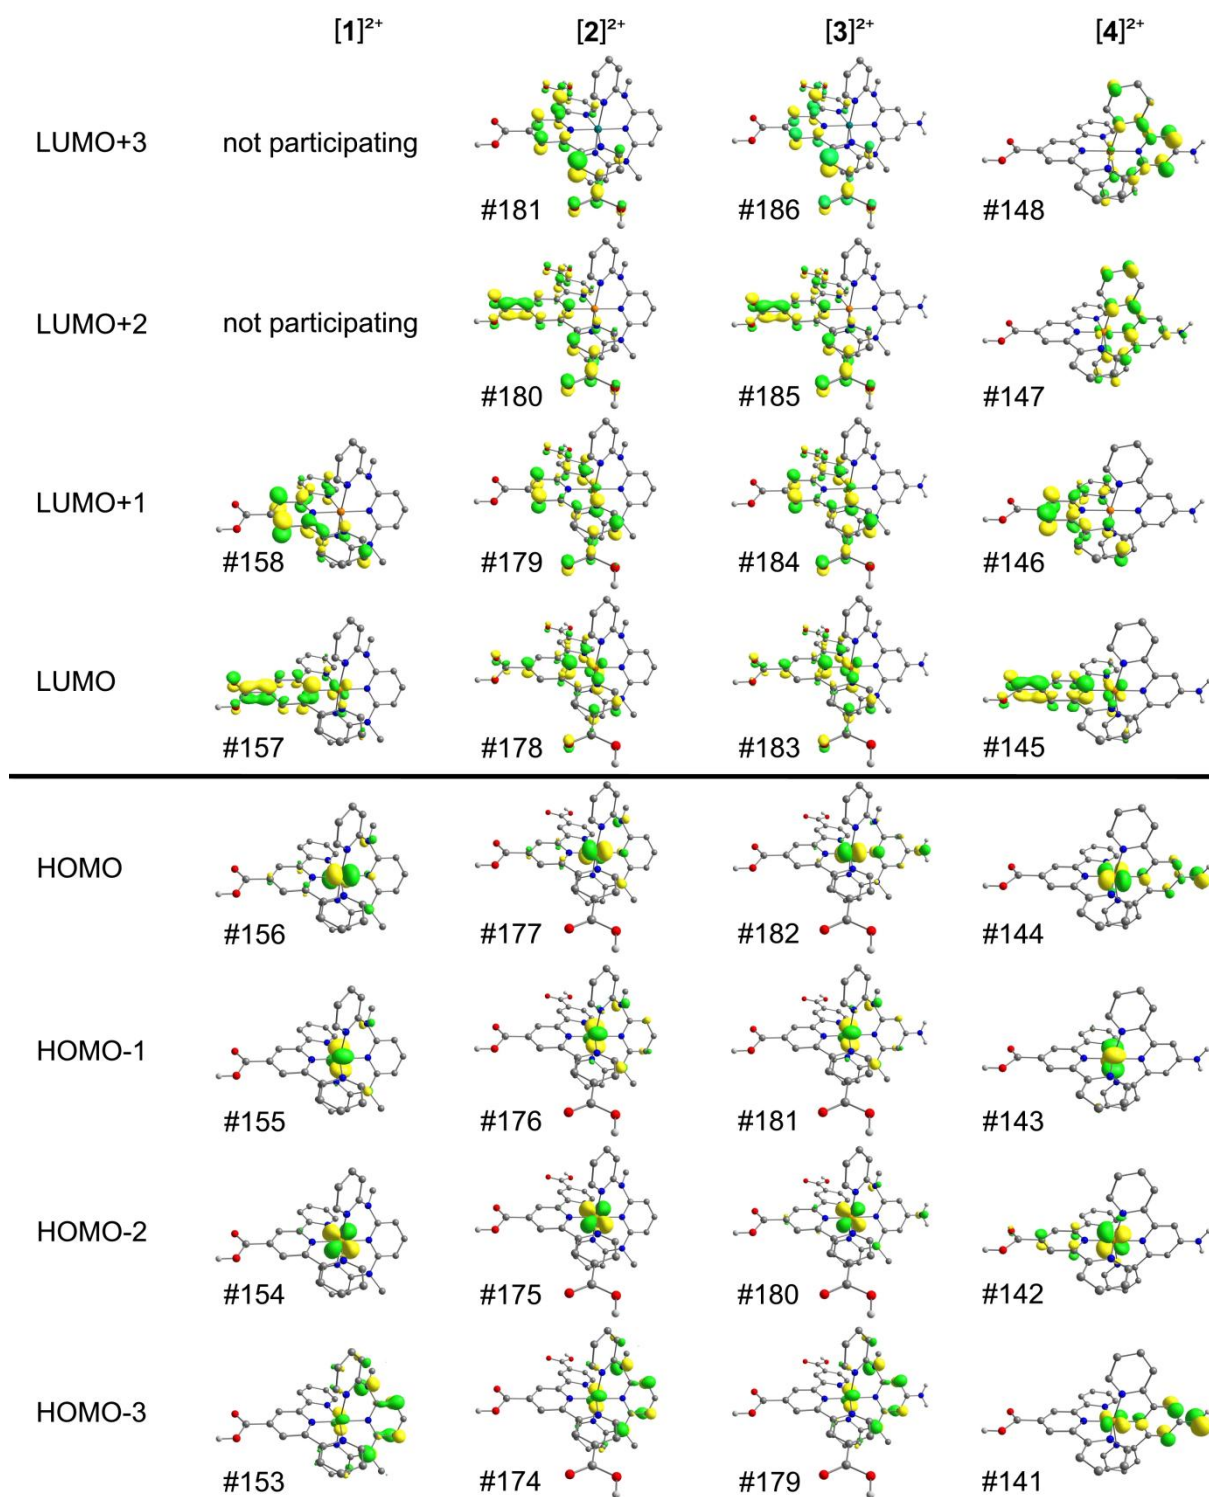 [1]²⁺ [2]²⁺ [3]²⁺ [4]²⁺
LUMO+3 not participating
#181 #186 #148
LUMO+2 not participating
#180 #185 #147
LUMO+1
#158 #179 #184 #146
LUMO
#157 #178 #183 #145
HOMO
#156 #177 #182 #144
HOMO-1
#155 #176 #181 #143
HOMO-2
#154 #175 #180 #142
HOMO-3
#153 #174 #179 #141